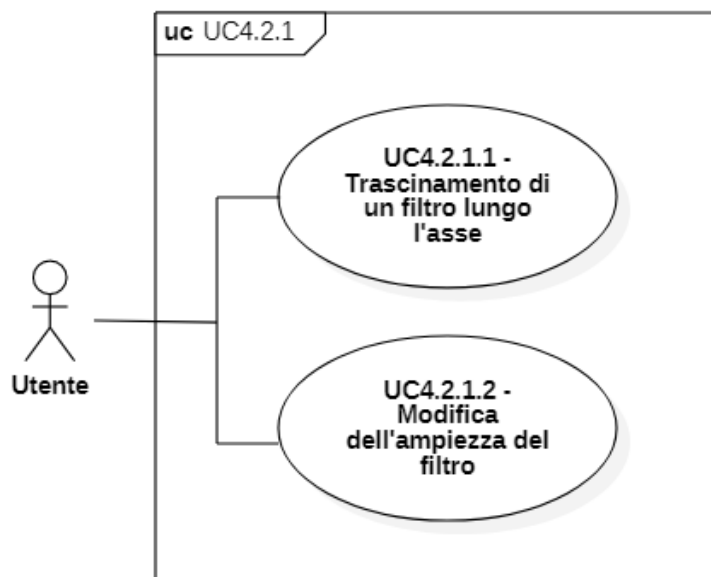 uc UC4.2.1
UC4.2.1.1 -
Trascinamento di
un filtro lungo
l'asse
Utente
UC4.2.1.2 -
Modifica
dell'ampiezza del
filtro